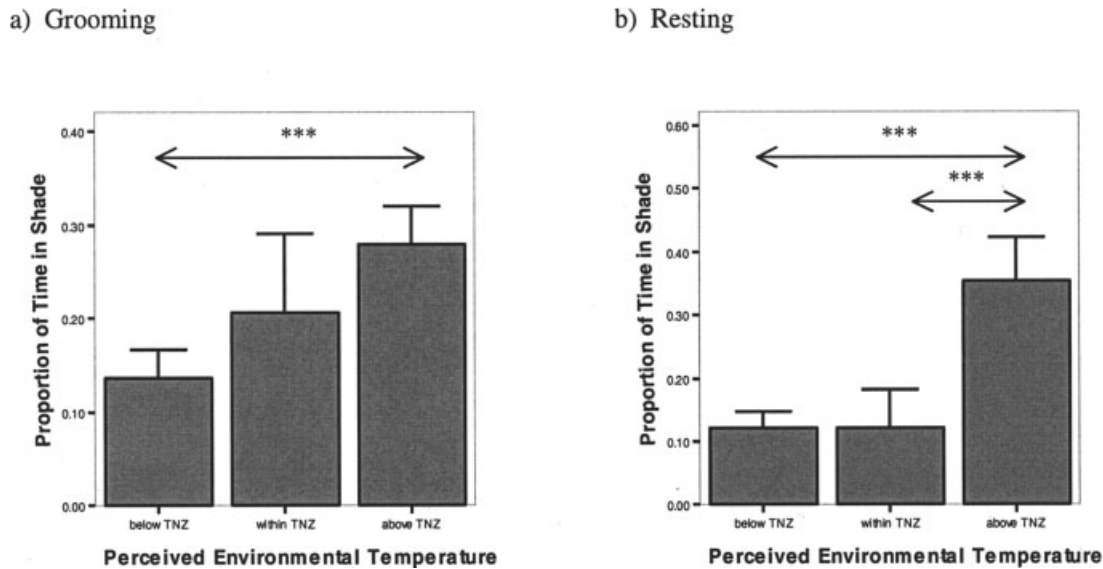 a) Grooming
Proportion of Time in Shade
0.40
0.30
0.20
0.10
0.00
***
below TNZ
within TNZ
above TNZ
Perceived Environmental Temperature
b) Resting
Proportion of Time in Shade
0.60
0.50
0.40
0.30
0.20
0.10
0.00
***
***
below TNZ
within TNZ
above TNZ
Perceived Environmental Temperature